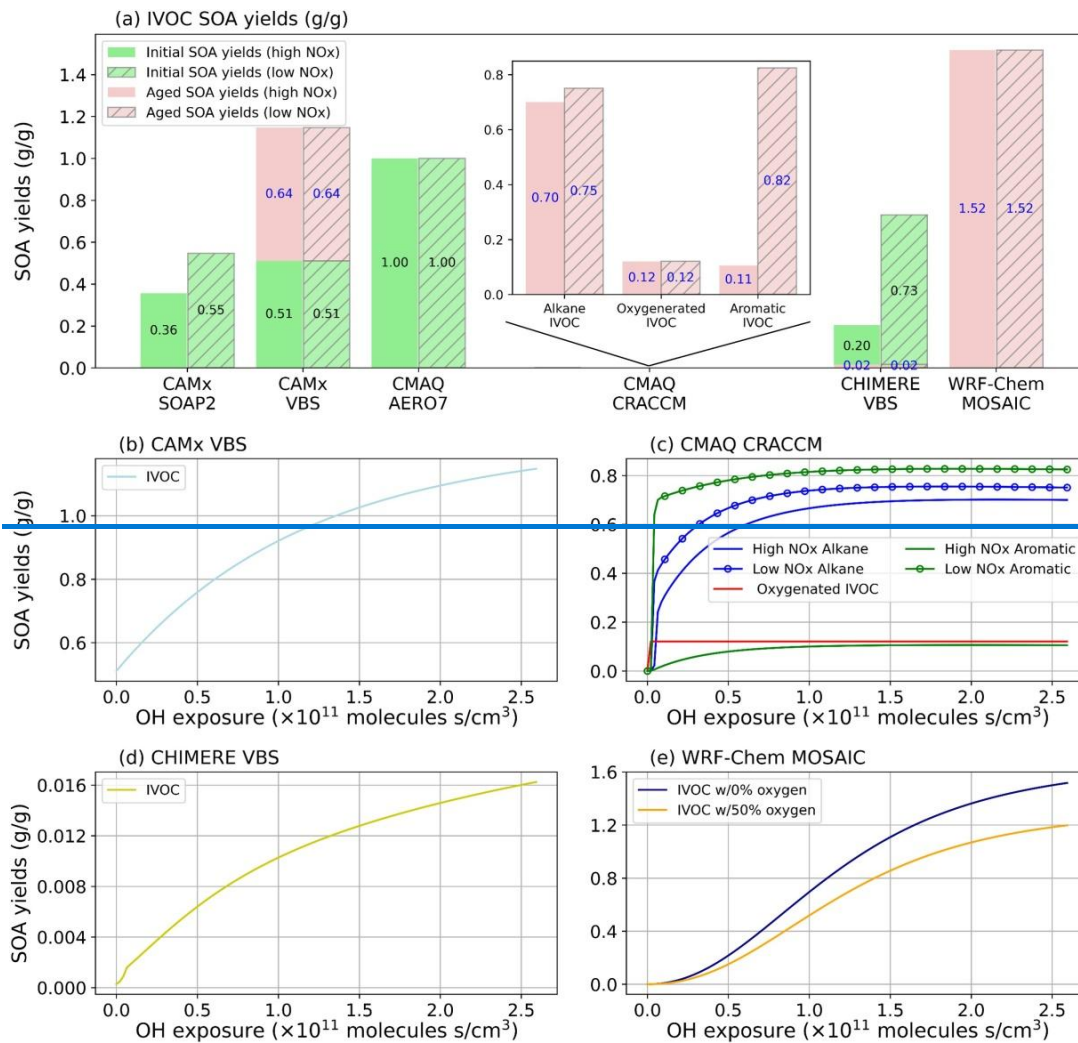 (a) IVOC SOA yields (g/g)
Initial SOA yields (high NOx)
Initial SOA yields (low NOx)
Aged SOA yields (high NOx)
Aged SOA yields (low NOx)
SOA yields (g/g)
1.4
1.2
1.0
0.8
0.6
0.4
0.2
0.0
0.36
0.55
0.64
0.64
0.51
0.51
1.00
1.00
0.8
0.6
0.4
0.2
0.0
0.70
0.75
0.12
0.12
0.11
0.82
Alkane
IVOC
Oxygenerated
IVOC
Aromatic
IVOC
0.20
0.73
0.02
0.02
1.52
1.52
CAMx
SOAP2
CAMx
VBS
CMAQ
AERO7
CMAQ
CRACCM
CHIMERE
VBS
WRF-Chem
MOSAIC
(b) CAMx VBS
IVOC
SOA yields (g/g)
1.0
0.8
0.6
0.0 0.5 1.0 1.5 2.0 2.5
OH exposure (×10¹¹ molecules s/cm³)
(c) CMAQ CRACCM
0.8
0.6
0.4
0.2
0.0
High NOx Alkane
Low NOx Alkane
Oxygenated IVOC
High NOx Aromatic
Low NOx Aromatic
0.0 0.5 1.0 1.5 2.0 2.5
OH exposure (×10¹¹ molecules s/cm³)
(d) CHIMERE VBS
IVOC
SOA yields (g/g)
0.016
0.012
0.008
0.004
0.000
0.0 0.5 1.0 1.5 2.0 2.5
OH exposure (×10¹¹ molecules s/cm³)
(e) WRF-Chem MOSAIC
IVOC w/0% oxygen
IVOC w/50% oxygen
1.6
1.2
0.8
0.4
0.0
0.0 0.5 1.0 1.5 2.0 2.5
OH exposure (×10¹¹ molecules s/cm³)